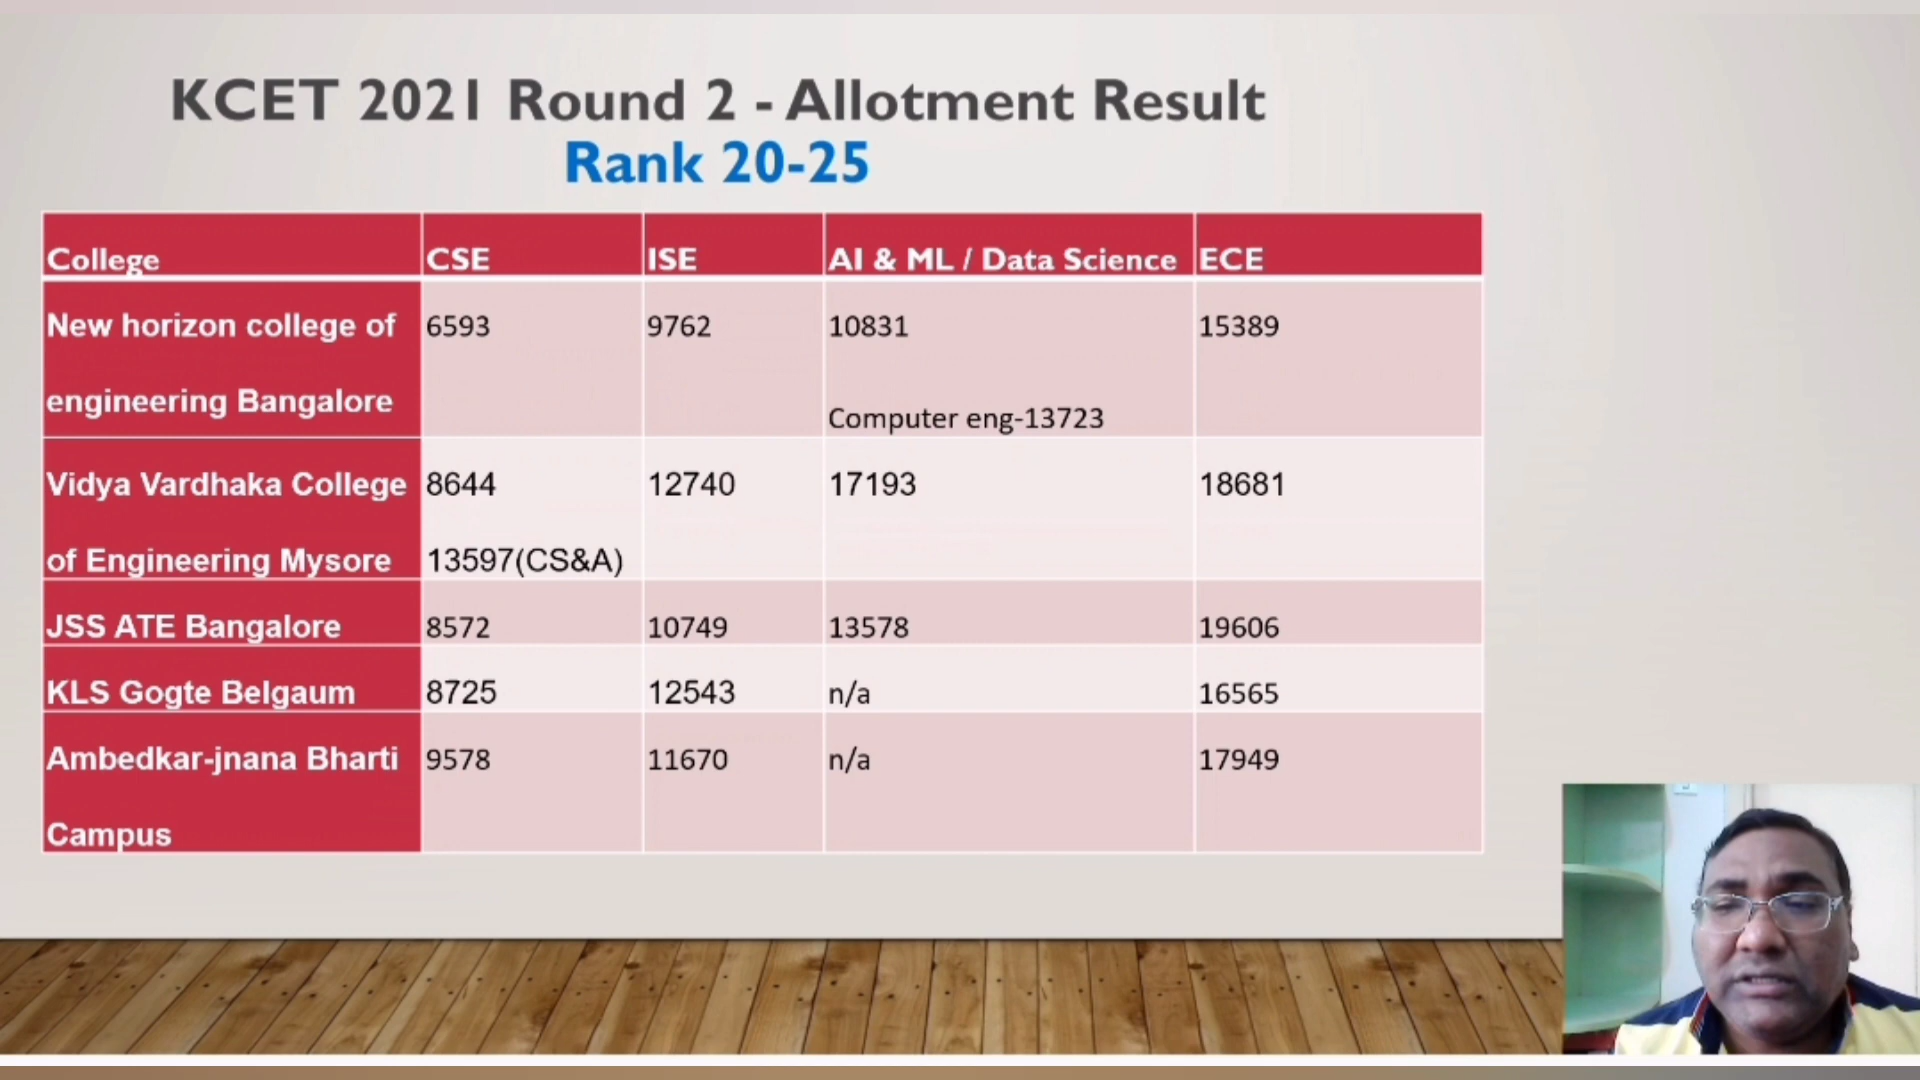 KCET 2021 Round 2 - Allotment Result
Rank 20-25
College CSE ISE AI & ML / Data Science ECE
New horizon college of 6593 9762 10831 15389
engineering Bangalore Computer eng-13723
Vidya Vardhaka College 8644 12740 17193 18681
of Engineering Mysore 13597(CS&A)
JSS ATE Bangalore 8572 10749 13578 19606
KLS Gogte Belgaum 8725 12543 n/a 16565
Ambedkar-jnana Bharti 9578 11670 n/a 17949
Campus